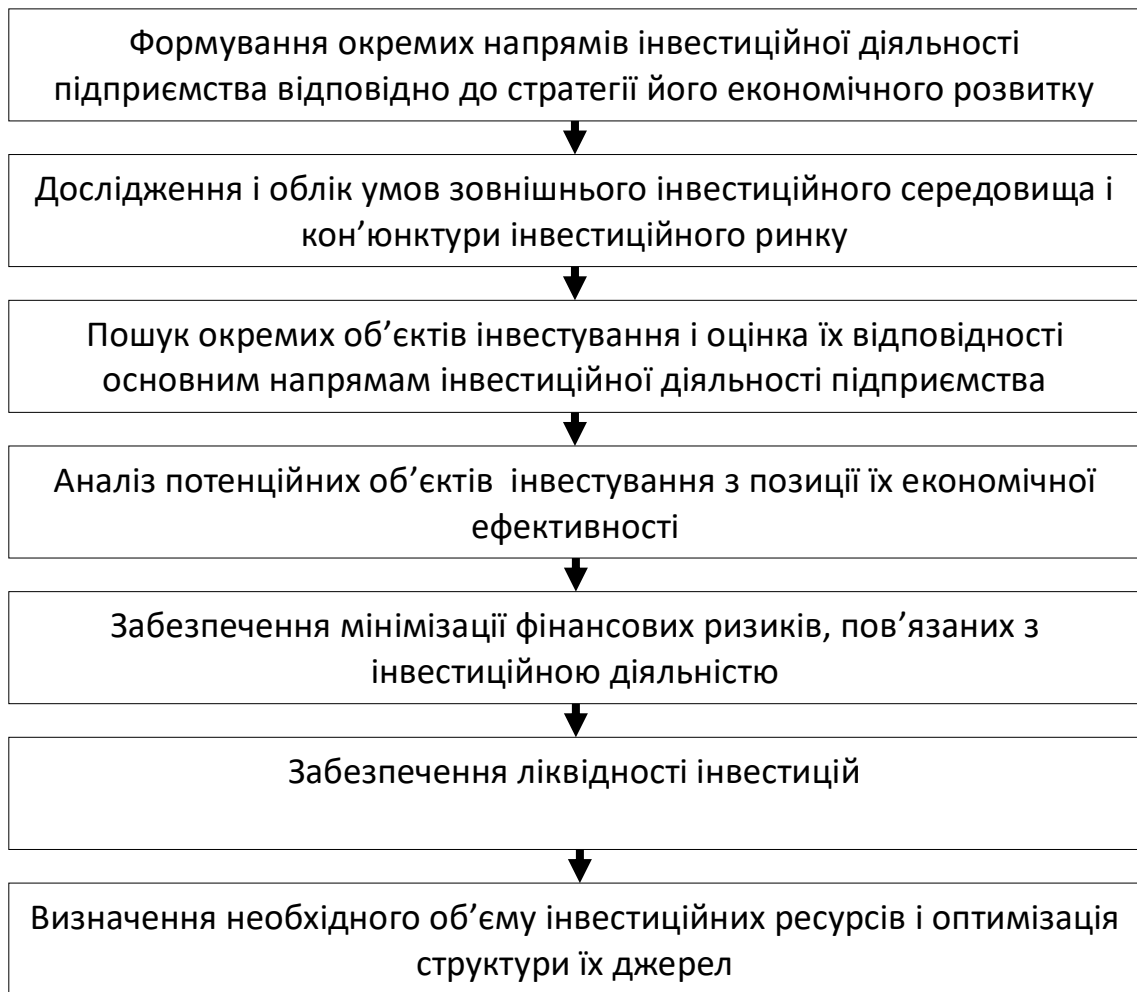 Формування окремих напрямів інвестиційної діяльності
підприємства відповідно до стратегії його економічного розвитку
Дослідження і облік умов зовнішнього інвестиційного середовища і
кон’юнктури інвестиційного ринку
Пошук окремих об’єктів інвестування і оцінка їх відповідності
основним напрямам інвестиційної діяльності підприємства
Аналіз потенційних об’єктів  інвестування з позиції їх економічної
ефективності
Забезпечення мінімізації фінансових ризиків, пов’язаних з
інвестиційною діяльністю
Забезпечення ліквідності інвестицій
Визначення необхідного об’єму інвестиційних ресурсів і оптимізація
структури їх джерел